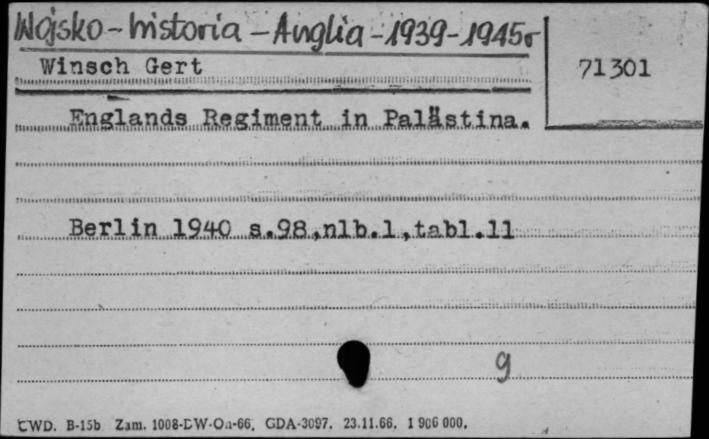 Wojsko - historia - Anglia - 1939-1945r
Winsch Gert
71301
Englands Regiment in Palästina.
Berlin 1940 s.98,nlb.1,tabl.11
9
CWD. B-15b Zam. 1008-DW-Oa-66. GDA-3097. 23.11.66. 1 906 000.